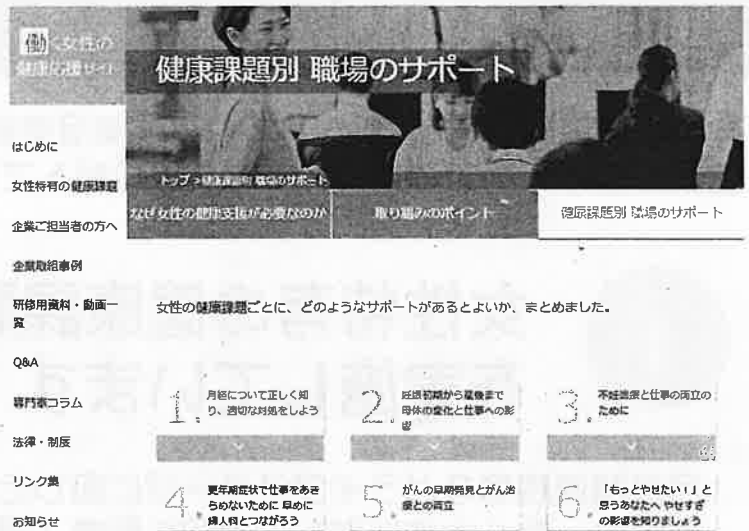 働く女性の
健康応援サイト
健康課題別 職場のサポート
トップ > 健康課題別 職場のサポート
なぜ女性の健康支援が必要なのか
取り組みのポイント
健康課題別 職場のサポート
はじめに
女性特有の健康課題
企業ご担当者の方へ
企業取組事例
研修用資料・動画一
覧
Q&A
専門家コラム
法律・制度
リンク集
お知らせ
女性の健康課題ごとに、どのようなサポートがあるとよいか、まとめました。
1. 月経について正しく知
り、適切な対処をしよう
2. 妊娠初期から産後まで
母体の変化と仕事への影
響
3. 不妊治療と仕事の両立の
ために
4. 更年期症状で仕事をあき
らめないために 早めに
婦人科とつながろう
5. がんの早期発見とがん治
療との両立
6. 「もっとやせたい！」と
思うあなたへ やせすぎ
の影響を知りましょう